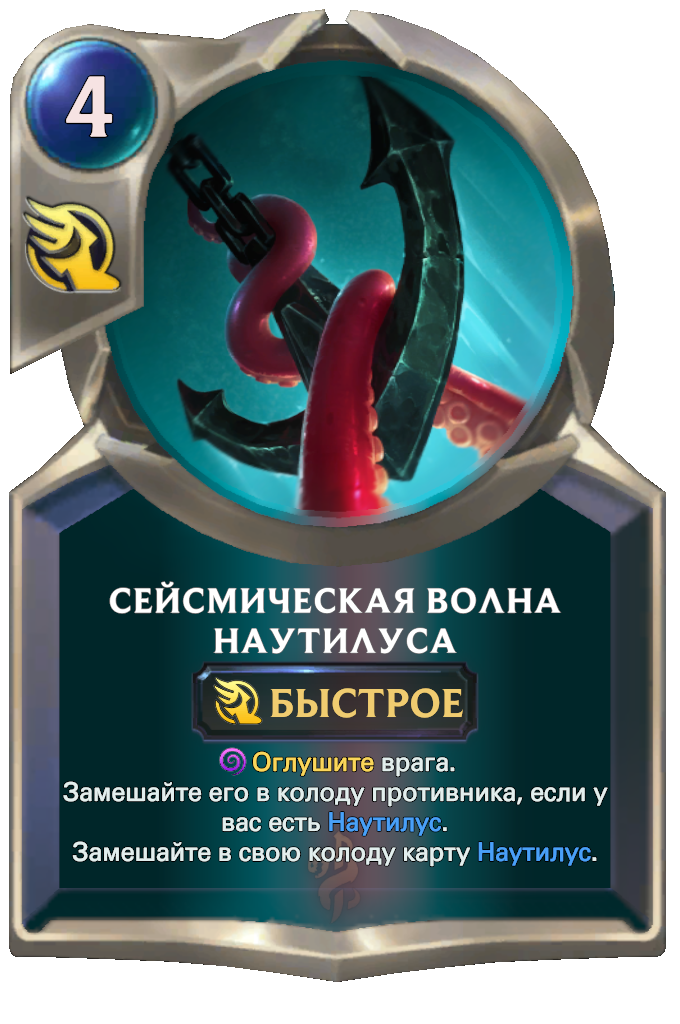 4
СЕЙСМИЧЕСКАЯ ВОЛНА
НАУТИЛУСА
БЫСТРОЕ
Оглушите врага.
Замешайте его в колоду противника, если у
вас есть Наутилус.
Замешайте в свою колоду карту Наутилус.